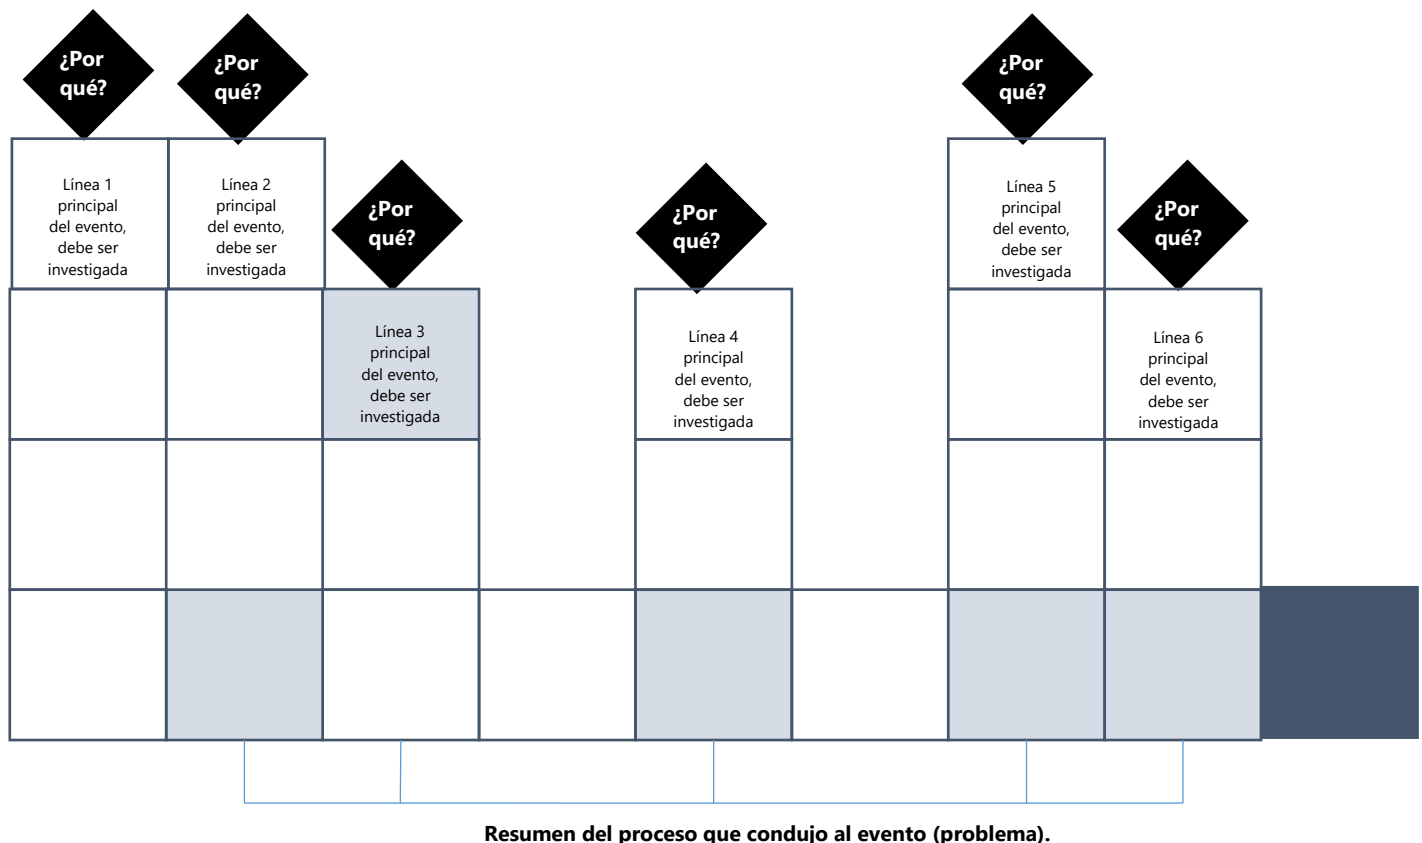 ¿Por
qué?
¿Por
qué?
¿Por
qué?
Línea 1
principal
del evento,
debe ser
investigada
Línea 2
principal
del evento,
debe ser
investigada
Línea 5
principal
del evento,
debe ser
investigada
¿Por
qué?
¿Por
qué?
¿Por
qué?
Línea 3
principal
del evento,
debe ser
investigada
Línea 4
principal
del evento,
debe ser
investigada
Línea 6
principal
del evento,
debe ser
investigada
Resumen del proceso que condujo al evento (problema).